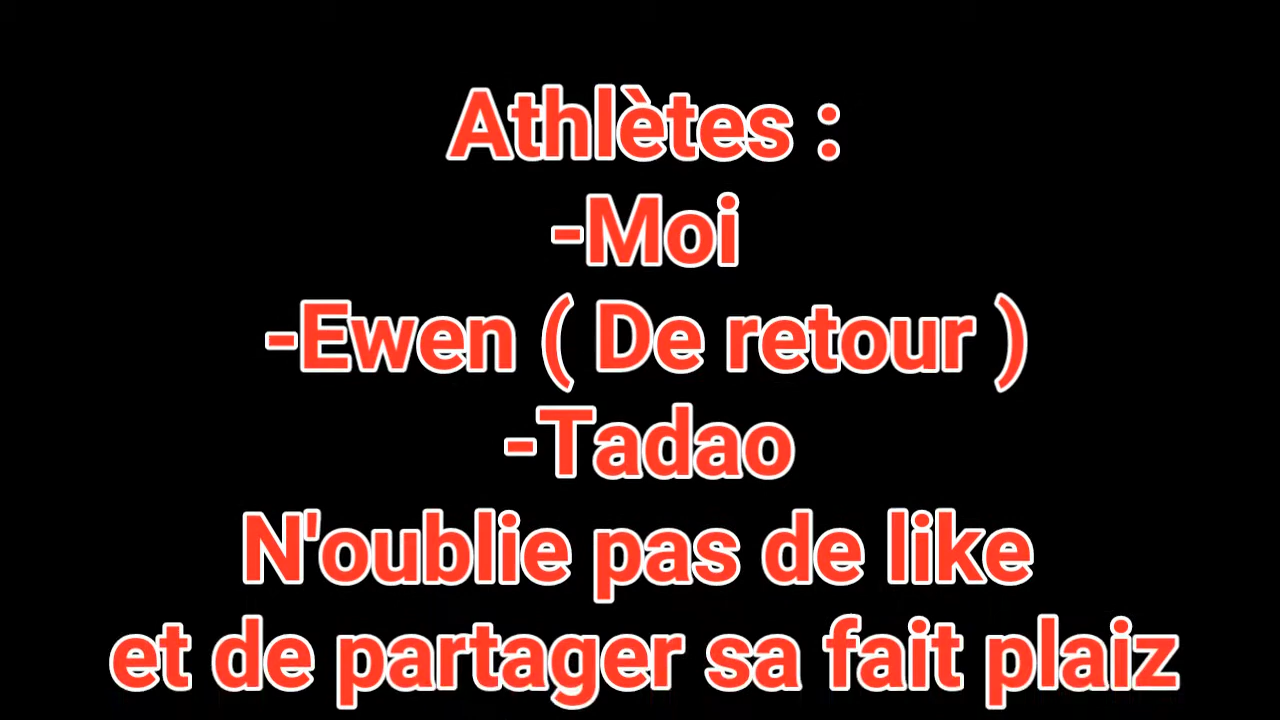 Athlètes :
-Moi
-Ewen ( De retour )
-Tadao
N'oublie pas de like
et de partager sa fait plaiz